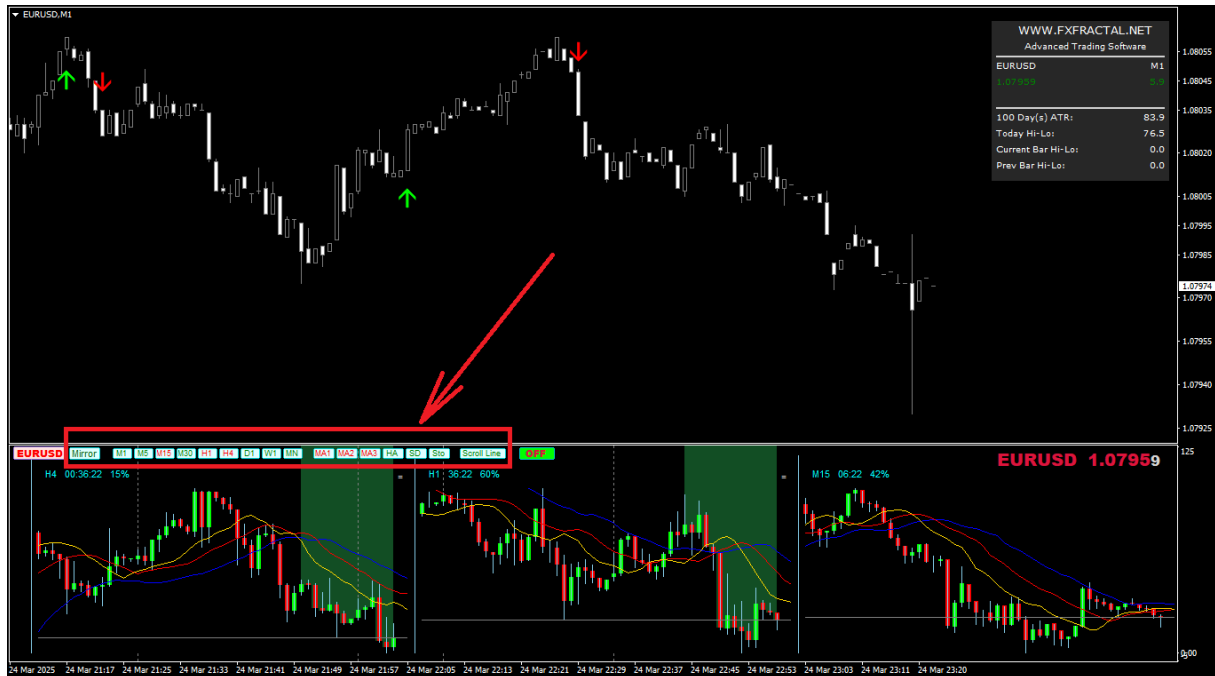 EURUSD,M1
WWW.FXFRACTAL.NET
Advanced Trading Software
EURUSD M1
1.07959 5.9
100 Day(s) ATR: 83.9
Today Hi-Lo: 76.5
Current Bar Hi-Lo: 0.0
Prev Bar Hi-Lo: 0.0
1.08055
1.08045
1.08035
1.08020
1.08005
1.07995
1.07985
1.07974
1.07970
1.07955
1.07940
1.07925
EURUSD Mirror M1 M5 M15 M30 H1 H4 D1 W1 MN MA1 MA2 MA3 HA SD Sto Scroll Line OFF
EURUSD 1.07959
125
H4 00:36:22 15%
H1 36:22 60%
M15 06:22 42%
24 Mar 2025 24 Mar 21:17 24 Mar 21:25 24 Mar 21:33 24 Mar 21:41 24 Mar 21:49 24 Mar 21:57 24 Mar 22:05 24 Mar 22:13 24 Mar 22:21 24 Mar 22:29 24 Mar 22:37 24 Mar 22:45 24 Mar 22:53 24 Mar 23:03 24 Mar 23:11 24 Mar 23:20